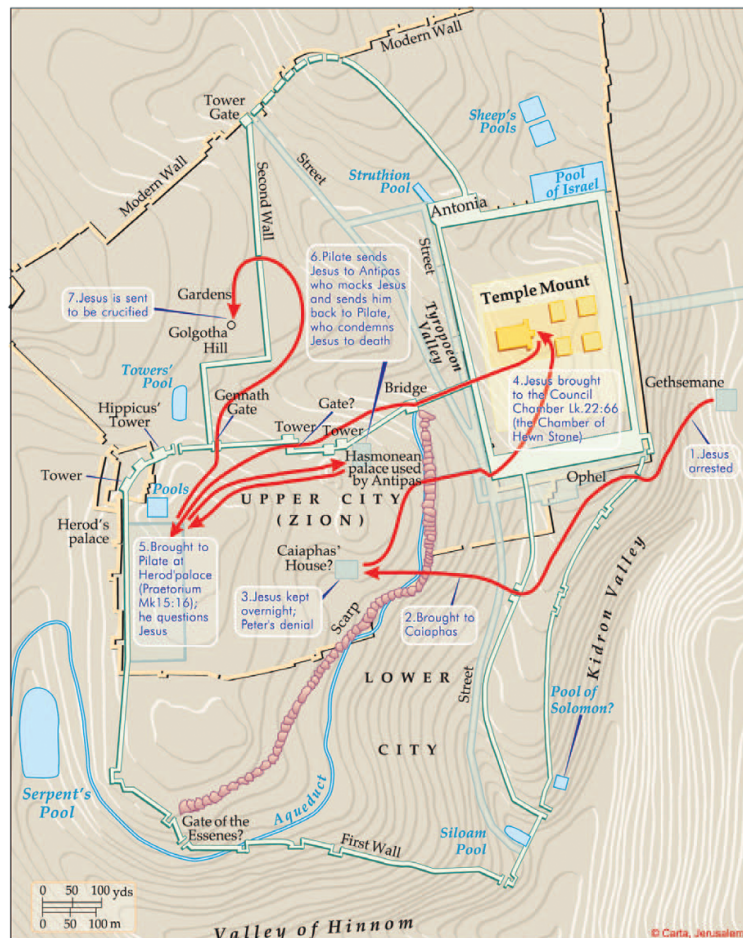 Modern Wall
Tower
Gate
Sheep's
Pools
Modern Wall
Street
Second Wall
Struthion
Pool
Pool
of Israel
Antonia
6.Pilate sends
Jesus to Antipas
who mocks Jesus
and sends him
back to Pilate,
who condemns
Jesus to death
Street
Tyropoeon
Valley
Temple Mount
7.Jesus is sent
to be crucified
Gardens
Golgotha
Hill
Towers'
Pool
Gennath
Gate
Gate?
Bridge
4.Jesus brought
to the Council
Chamber Lk.22:66
(the Chamber of
Hewn Stone)
Gethsemane
Hippicus'
Tower
Tower
Tower
1.Jesus
arrested
Tower
Hasmonean
palace used
by Antipas
Ophel
Pools
UPPER CITY
(ZION)
Herod's
palace
5.Brought to
Pilate at
Herod'palace
(Praetorium
Mk15:16);
he questions
Jesus
Caiaphas'
House?
3.Jesus kept
overnight;
Peter's denial
Scarp
2.Brought to
Caiaphas
Kidron Valley
LOWER
CITY
Street
Pool of
Solomon?
Serpent's
Pool
Aqueduct
Gate of the
Essenes?
First Wall
Siloam
Pool
0 50 100 yds
0 50 100 m
Valley of Hinnom
© Carta, Jerusalem